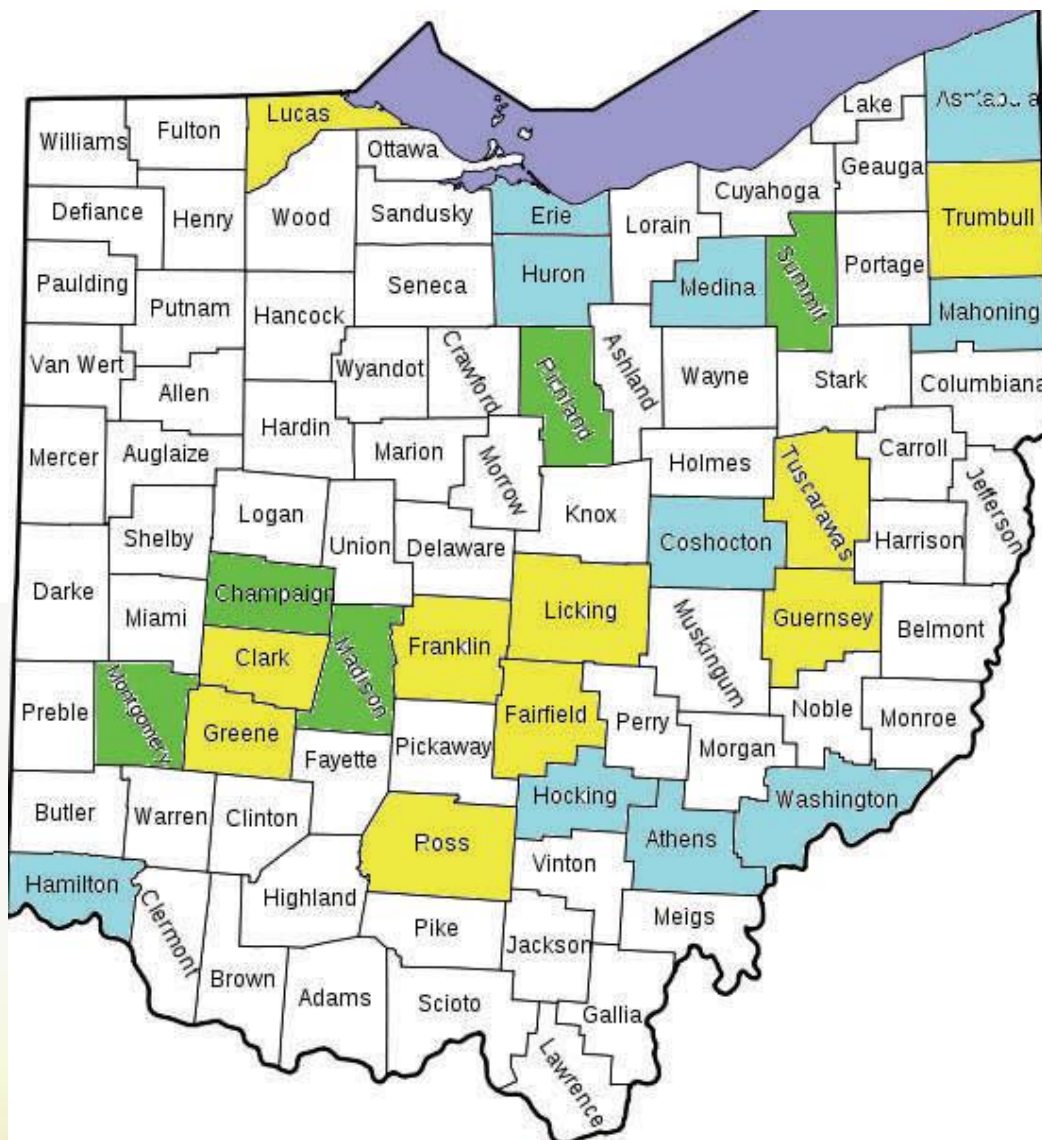 Lake
Ashtabula
Lucas
Williams
Fulton
Ottawa
Geauga
Cuyahoga
Defiance
Henry
Wood
Sandusky
Erie
Lorain
Trumbull
Paulding
Putnam
Hancock
Seneca
Huron
Medina
Summit
Portage
Mahoning
Van Wert
Allen
Wyandot
Crawford
Richland
Ashland
Wayne
Stark
Columbiana
Mercer
Auglaize
Hardin
Marion
Morrow
Holmes
Tuscarawas
Carroll
Jefferson
Shelby
Logan
Union
Delaware
Knox
Coshocton
Harrison
Darke
Miami
Champaign
Clark
Madison
Franklin
Licking
Muskingum
Guernsey
Belmont
Preble
Montgomery
Greene
Fayette
Pickaway
Fairfield
Perry
Morgan
Noble
Monroe
Butler
Warren
Clinton
Ross
Hocking
Athens
Washington
Hamilton
Clermont
Highland
Vinton
Meigs
Brown
Adams
Pike
Scioto
Jackson
Gallia
Lawrence